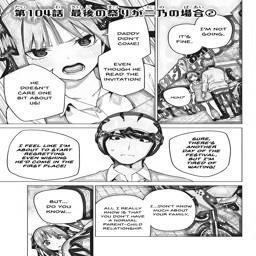 第104話 最後の祭りが二乃の場合②
I'M NOT
GOING.
IT'S
FINE.
HUH?
DADDY
DIDN'T
COME!
EVEN
THOUGH HE
READ THE
INVITATION!
HE
DOESN'T
CARE ONE
BIT ABOUT
US!
SURE,
THERE'S
ANOTHER
DAY OF THE
FESTIVAL,
BUT I'M
TIRED OF
WAITING!
I FEEL LIKE I'M
ABOUT TO START
REGRETTING
EVEN WISHING
HE'D COME IN THE
FIRST PLACE!
I DON'T
KNOW MUCH
ABOUT
YOUR FAMILY.
ALL I REALLY
KNOW IS THAT
YOU DON'T
HAVE A
NORMAL
PARENT-CHILD
RELATIONSHIP.
BUT...
DO YOU
KNOW...